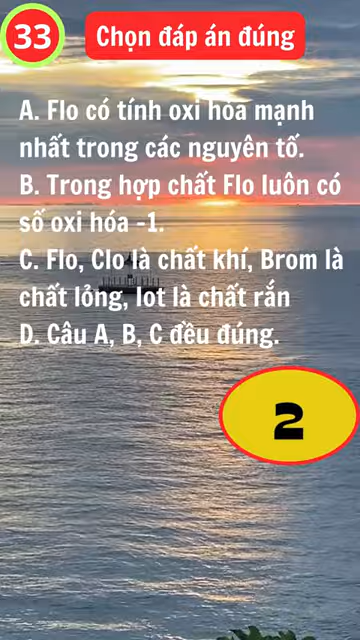 33
Chọn đáp án đúng
A. Flo có tính oxi hóa mạnh
nhất trong các nguyên tố.
B. Trong hợp chất Flo luôn có
số oxi hóa -1.
C. Flo, Clo là chất khí, Brom là
chất lỏng, Iot là chất rắn
D. Câu A, B, C đều đúng.
2